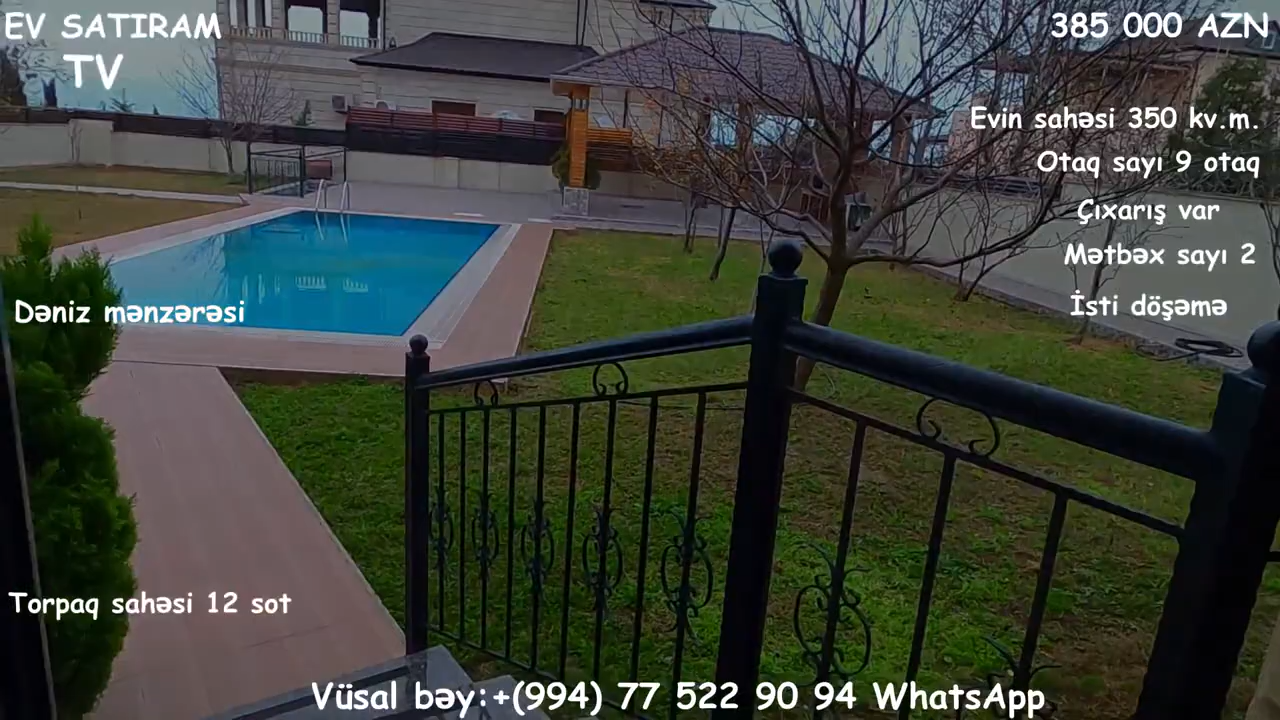 EV SATIRAM
TV
385 000 AZN
Evin sahəsi 350 kv.m.
Otaq sayı 9 otaq
Çıxarış var
Mətbəx sayı 2
İsti döşəmə
Dəniz mənzərəsi
Torpaq sahəsi 12 sot
Vüsal bəy:+(994) 77 522 90 94 WhatsApp